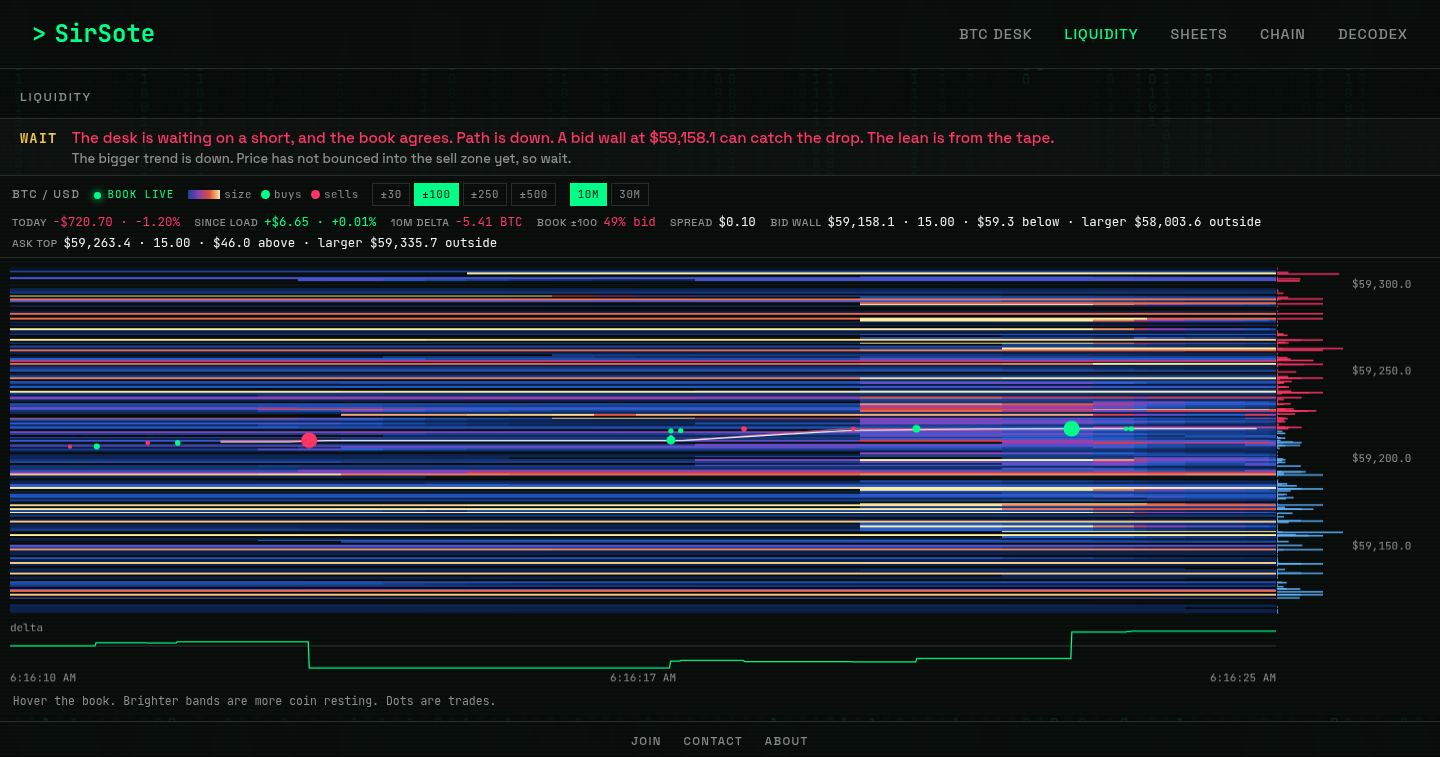 > SirSote
BTC DESK LIQUIDITY SHEETS CHAIN DECODEX
LIQUIDITY
WAIT The desk is waiting on a short, and the book agrees. Path is down. A bid wall at $59,158.1 can catch the drop. The lean is from the tape.
The bigger trend is down. Price has not bounced into the sell zone yet, so wait.
BTC / USD BOOK LIVE size buys sells ±30 ±100 ±250 ±500 10M 30M
TODAY -$720.70 · -1.20% SINCE LOAD +$6.65 · +0.01% 10M DELTA -5.41 BTC BOOK ±100 49% bid SPREAD $0.10 BID WALL $59,158.1 · 15.00 · $59.3 below · larger $58,003.6 outside
ASK TOP $59,263.4 · 15.00 · $46.0 above · larger $59,335.7 outside
$59,300.0
$59,250.0
$59,200.0
$59,150.0
delta
6:16:10 AM 6:16:17 AM 6:16:25 AM
Hover the book. Brighter bands are more coin resting. Dots are trades.
JOIN CONTACT ABOUT